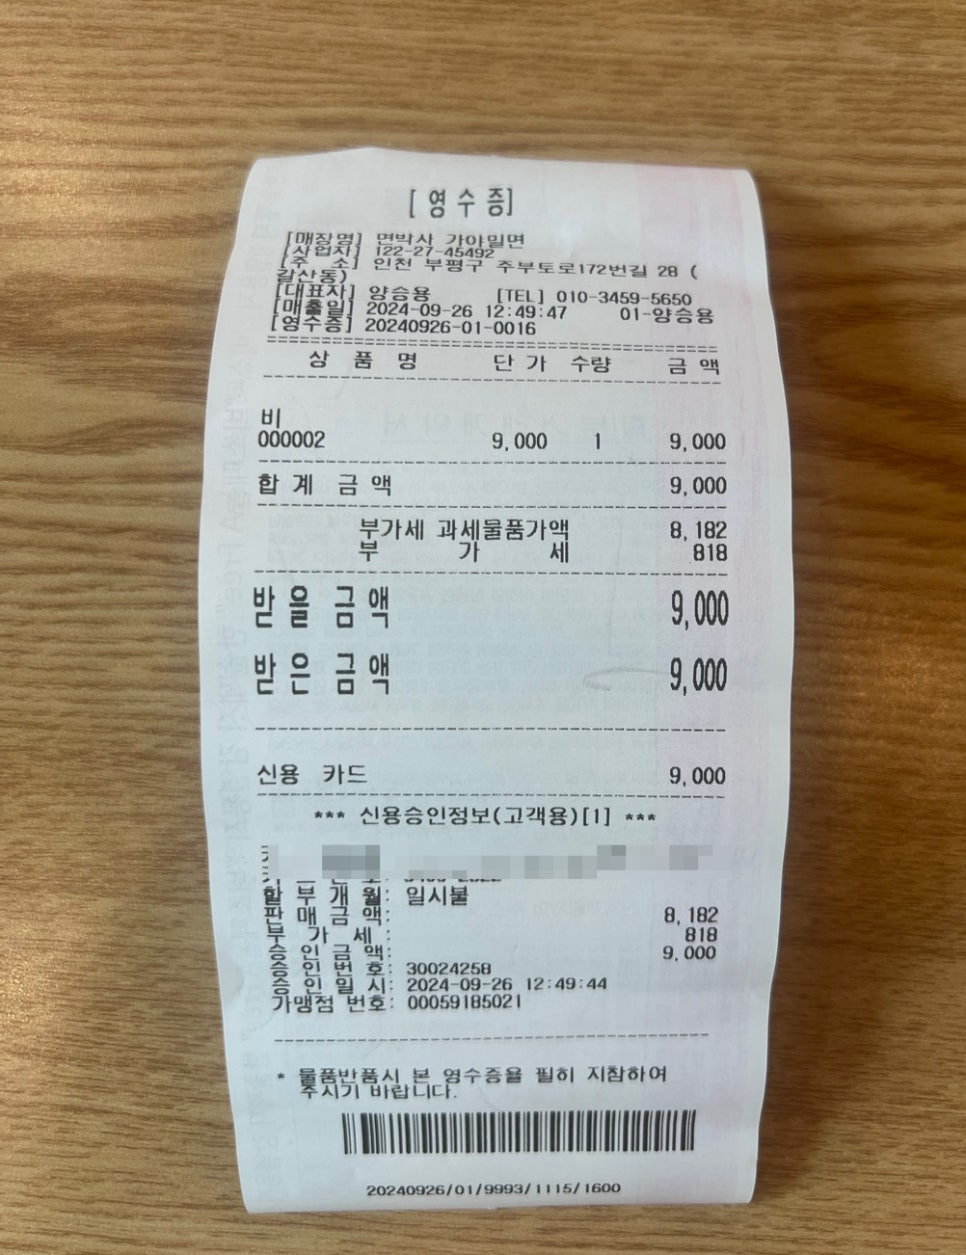 [영수증]
[매장명] 면박사 가야밀면
[사업자] 122-27-45492
[주 소] 인천 부평구 주부토로172번길 28 (
갈산동)
[대표자] 양승용 [TEL] 010-3459-5650
[매출일] 2024-09-26 12:49:47 01-양승용
[영수증] 20240926-01-0016
상 품 명 단 가 수량 금 액
비
000002 9,000 1 9,000
합 계 금 액 9,000
부가세 과세물품가액 8,182
부 가 세 818
받 을 금 액 9,000
받 은 금 액 9,000
신용 카드 9,000
*** 신용승인정보(고객용)[1] ***
할 부 개 월: 일시불
판 매 금 액: 8,182
부 가 세 : 818
승 인 금 액: 9,000
승 인 번 호: 30024258
승 인 일 시: 2024-09-26 12:49:44
가맹점 번호: 00059185021
* 물품반품시 본 영수증을 필히 지참하여
주시기 바랍니다.
20240926/01/9993/1115/1600